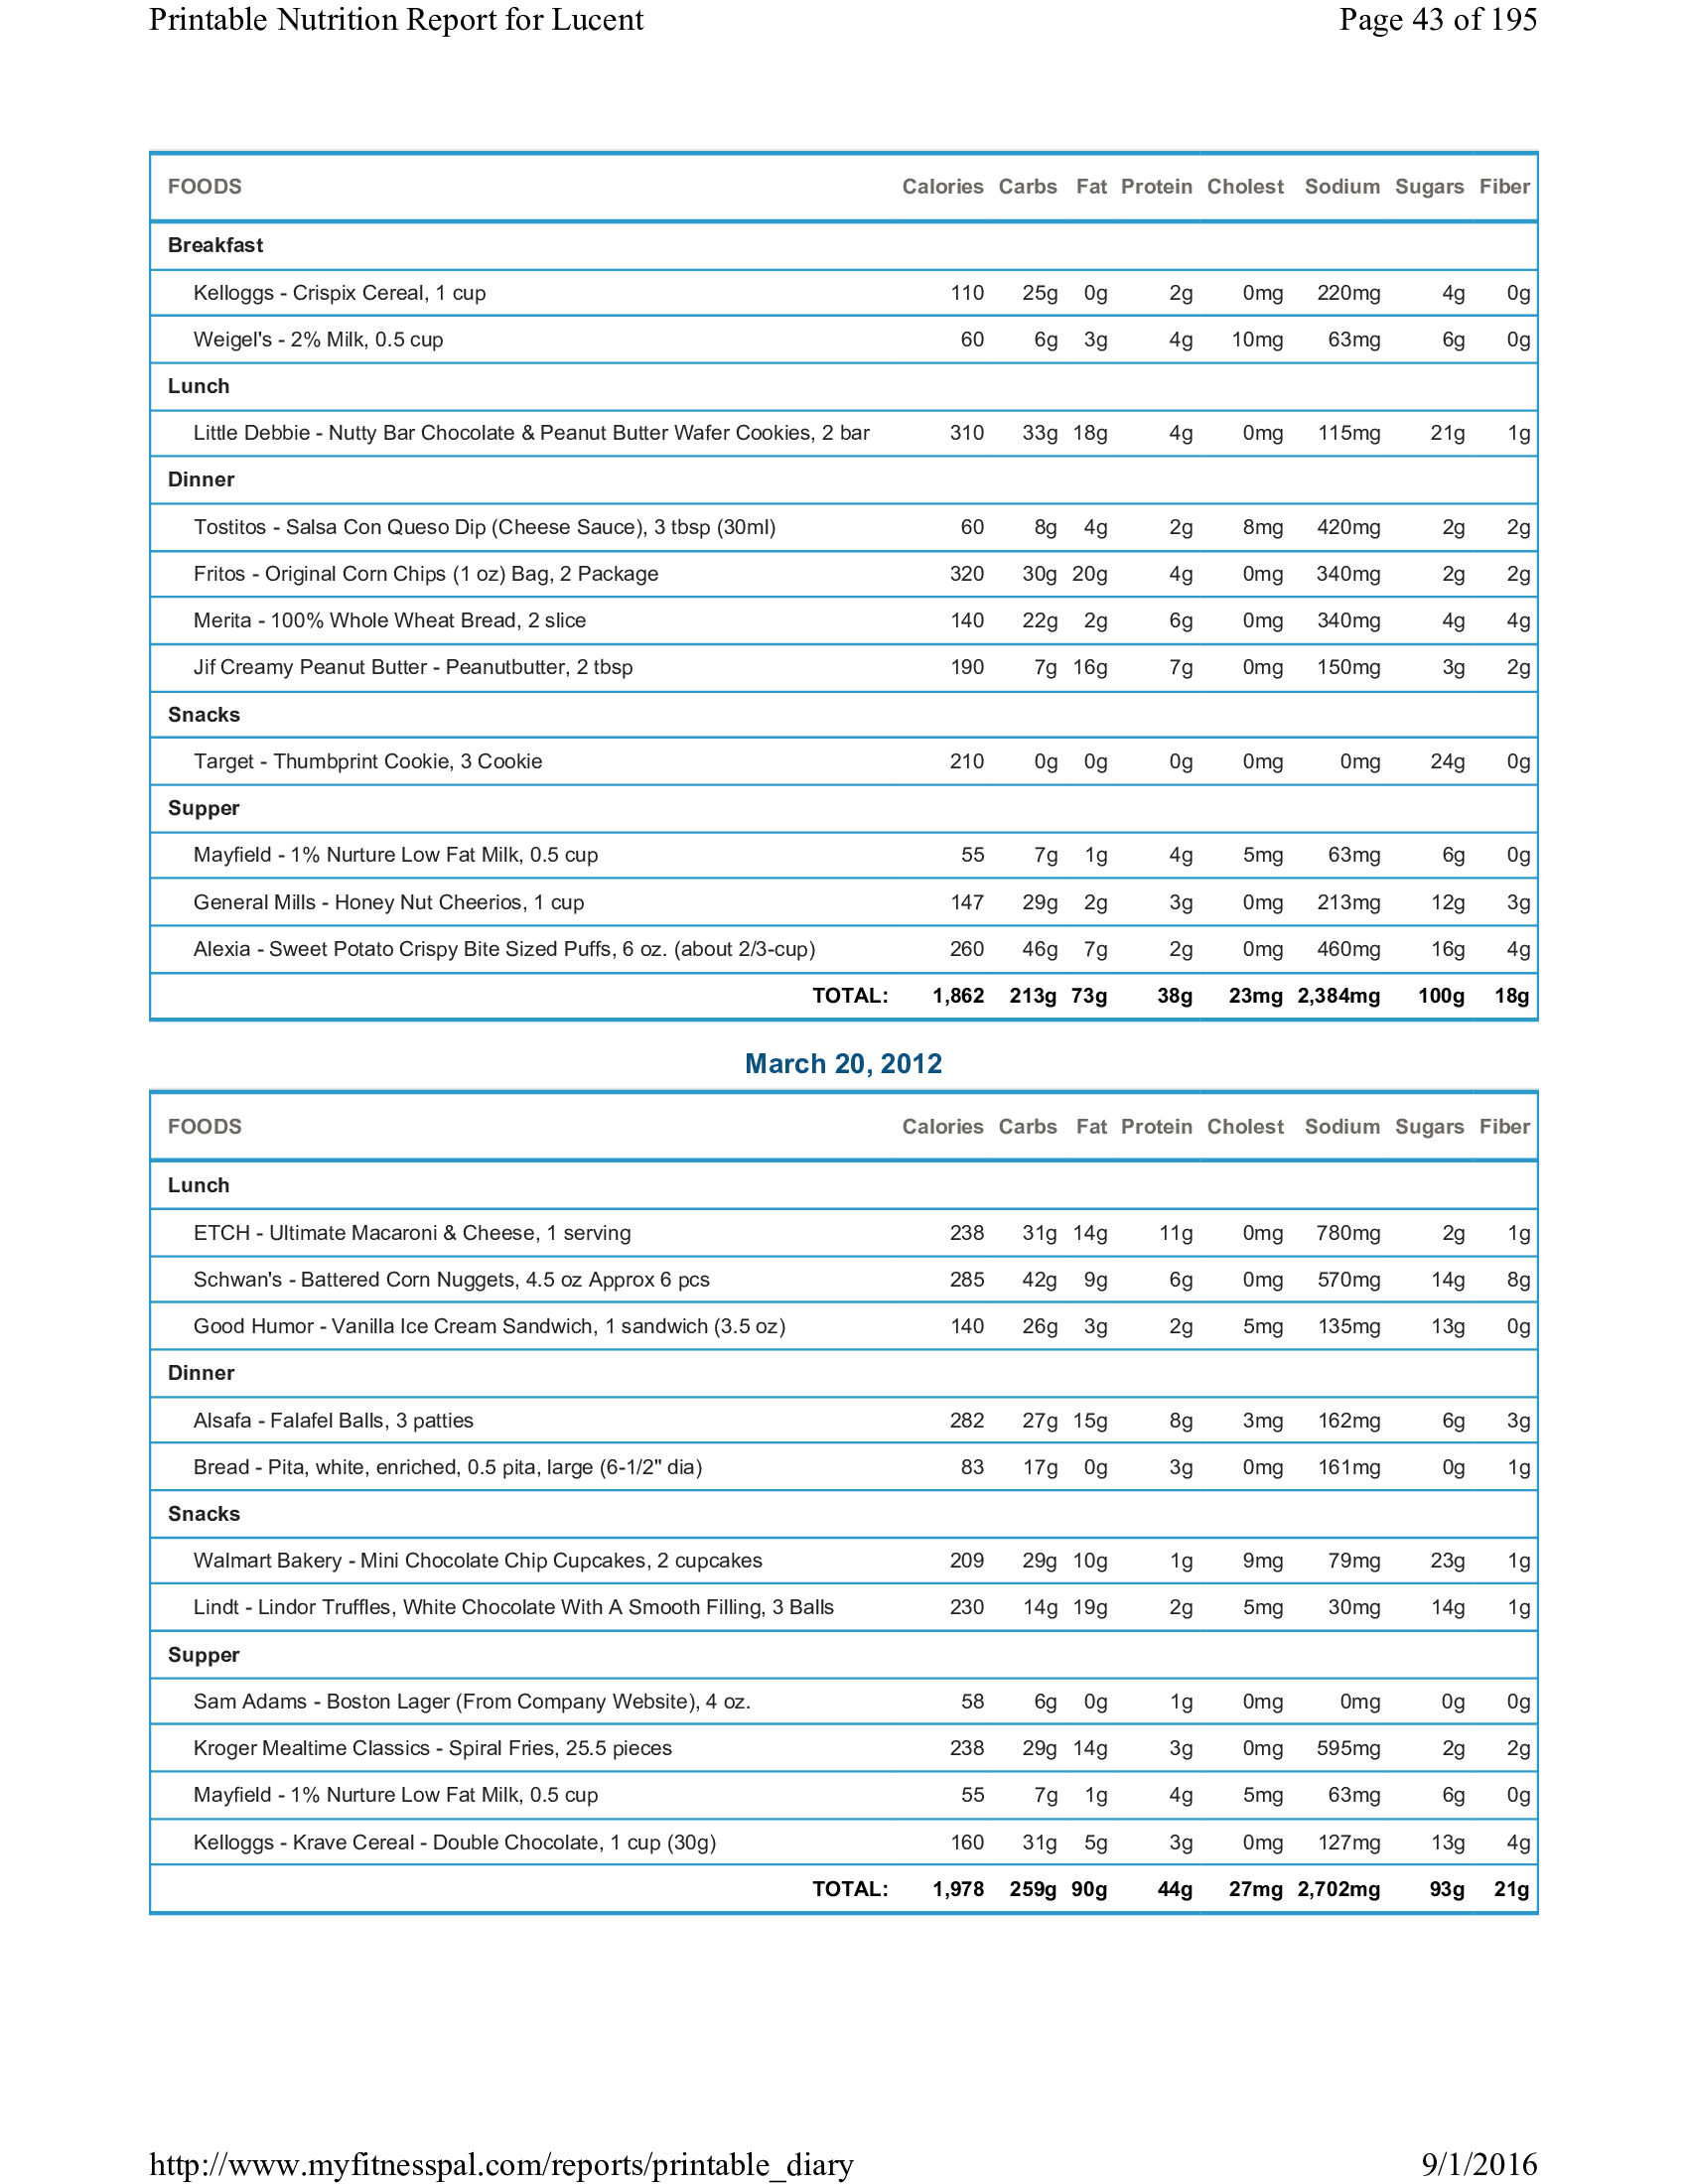 Printable Nutrition Report for Lucent Page 43 of 195
FOODS Calories Carbs Fat Protein Cholest Sodium Sugars Fiber
Breakfast
Kelloggs - Crispix Cereal, 1 cup 110 25g 0g 2g 0mg 220mg 4g 0g
Weigel's - 2% Milk, 0.5 cup 60 6g 3g 4g 10mg 63mg 6g 0g
Lunch
Little Debbie - Nutty Bar Chocolate & Peanut Butter Wafer Cookies, 2 bar 310 33g 18g 4g 0mg 115mg 21g 1g
Dinner
Tostitos - Salsa Con Queso Dip (Cheese Sauce), 3 tbsp (30ml) 60 8g 4g 2g 8mg 420mg 2g 2g
Fritos - Original Corn Chips (1 oz) Bag, 2 Package 320 30g 20g 4g 0mg 340mg 2g 2g
Merita - 100% Whole Wheat Bread, 2 slice 140 22g 2g 6g 0mg 340mg 4g 4g
Jif Creamy Peanut Butter - Peanutbutter, 2 tbsp 190 7g 16g 7g 0mg 150mg 3g 2g
Snacks
Target - Thumbprint Cookie, 3 Cookie 210 0g 0g 0g 0mg 0mg 24g 0g
Supper
Mayfield - 1% Nurture Low Fat Milk, 0.5 cup 55 7g 1g 4g 5mg 63mg 6g 0g
General Mills - Honey Nut Cheerios, 1 cup 147 29g 2g 3g 0mg 213mg 12g 3g
Alexia - Sweet Potato Crispy Bite Sized Puffs, 6 oz. (about 2/3-cup) 260 46g 7g 2g 0mg 460mg 16g 4g
TOTAL: 1,862 213g 73g 38g 23mg 2,384mg 100g 18g
March 20, 2012
FOODS Calories Carbs Fat Protein Cholest Sodium Sugars Fiber
Lunch
ETCH - Ultimate Macaroni & Cheese, 1 serving 238 31g 14g 11g 0mg 780mg 2g 1g
Schwan's - Battered Corn Nuggets, 4.5 oz Approx 6 pcs 285 42g 9g 6g 0mg 570mg 14g 8g
Good Humor - Vanilla Ice Cream Sandwich, 1 sandwich (3.5 oz) 140 26g 3g 2g 5mg 135mg 13g 0g
Dinner
Alsafa - Falafel Balls, 3 patties 282 27g 15g 8g 3mg 162mg 6g 3g
Bread - Pita, white, enriched, 0.5 pita, large (6-1/2" dia) 83 17g 0g 3g 0mg 161mg 0g 1g
Snacks
Walmart Bakery - Mini Chocolate Chip Cupcakes, 2 cupcakes 209 29g 10g 1g 9mg 79mg 23g 1g
Lindt - Lindor Truffles, White Chocolate With A Smooth Filling, 3 Balls 230 14g 19g 2g 5mg 30mg 14g 1g
Supper
Sam Adams - Boston Lager (From Company Website), 4 oz. 58 6g 0g 1g 0mg 0mg 0g 0g
Kroger Mealtime Classics - Spiral Fries, 25.5 pieces 238 29g 14g 3g 0mg 595mg 2g 2g
Mayfield - 1% Nurture Low Fat Milk, 0.5 cup 55 7g 1g 4g 5mg 63mg 6g 0g
Kelloggs - Krave Cereal - Double Chocolate, 1 cup (30g) 160 31g 5g 3g 0mg 127mg 13g 4g
TOTAL: 1,978 259g 90g 44g 27mg 2,702mg 93g 21g
http://www.myfitnesspal.com/reports/printable_diary 9/1/2016